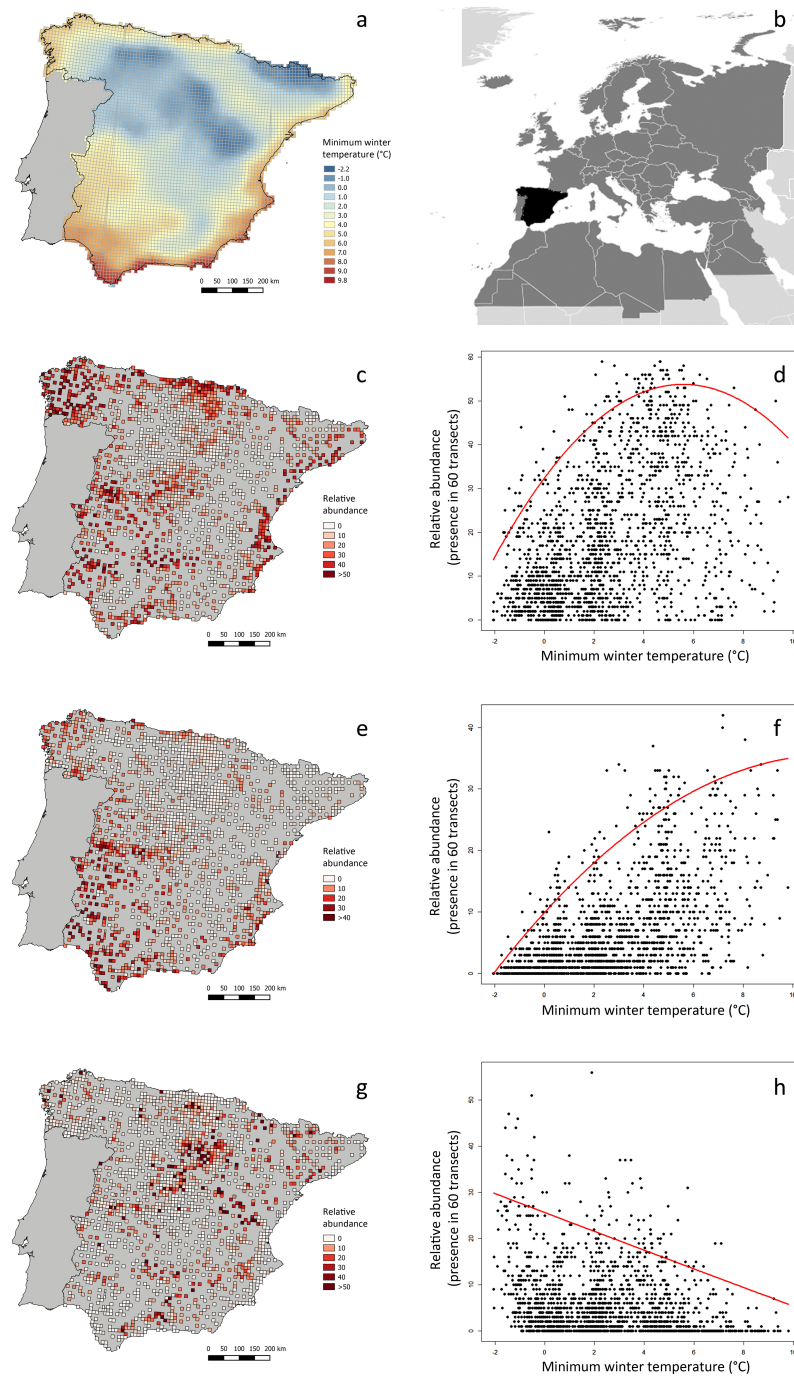 a
Minimum winter
temperature (°C)
-2.2
-1.0
0.0
1.0
2.0
3.0
4.0
5.0
6.0
7.0
8.0
9.0
9.8
0 50 100 150 200 km
b
c
Relative
abundance
0
10
20
30
40
>50
0 50 100 150 200 km
d
Relative abundance
(presence in 60 transects)
60
50
40
30
20
10
0
-2 0 2 4 6 8 10
Minimum winter temperature (°C)
e
Relative
abundance
0
10
20
30
>40
0 50 100 150 200 km
f
Relative abundance
(presence in 60 transects)
40
30
20
10
0
-2 0 2 4 6 8 10
Minimum winter temperature (°C)
g
Relative
abundance
0
10
20
30
40
>50
0 50 100 150 200 km
h
Relative abundance
(presence in 60 transects)
50
40
30
20
10
0
-2 0 2 4 6 8 10
Minimum winter temperature (°C)